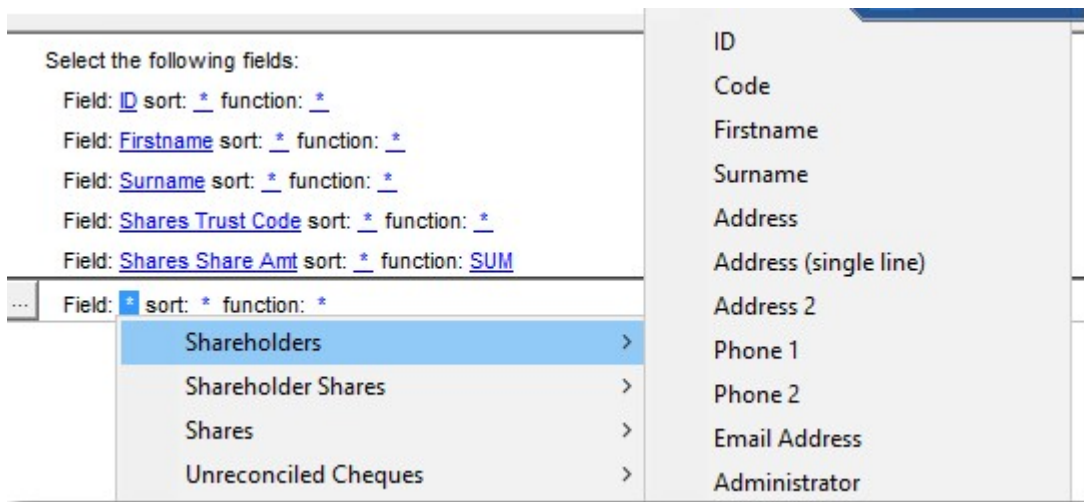 Select the following fields:
Field: ID sort: * function: *
Field: Firstname sort: * function: *
Field: Surname sort: * function: *
Field: Shares Trust Code sort: * function: *
Field: Shares Share Amt sort: * function: SUM
... Field: * sort: * function: *
Shareholders >
Shareholder Shares >
Shares >
Unreconciled Cheques >
ID
Code
Firstname
Surname
Address
Address (single line)
Address 2
Phone 1
Phone 2
Email Address
Administrator